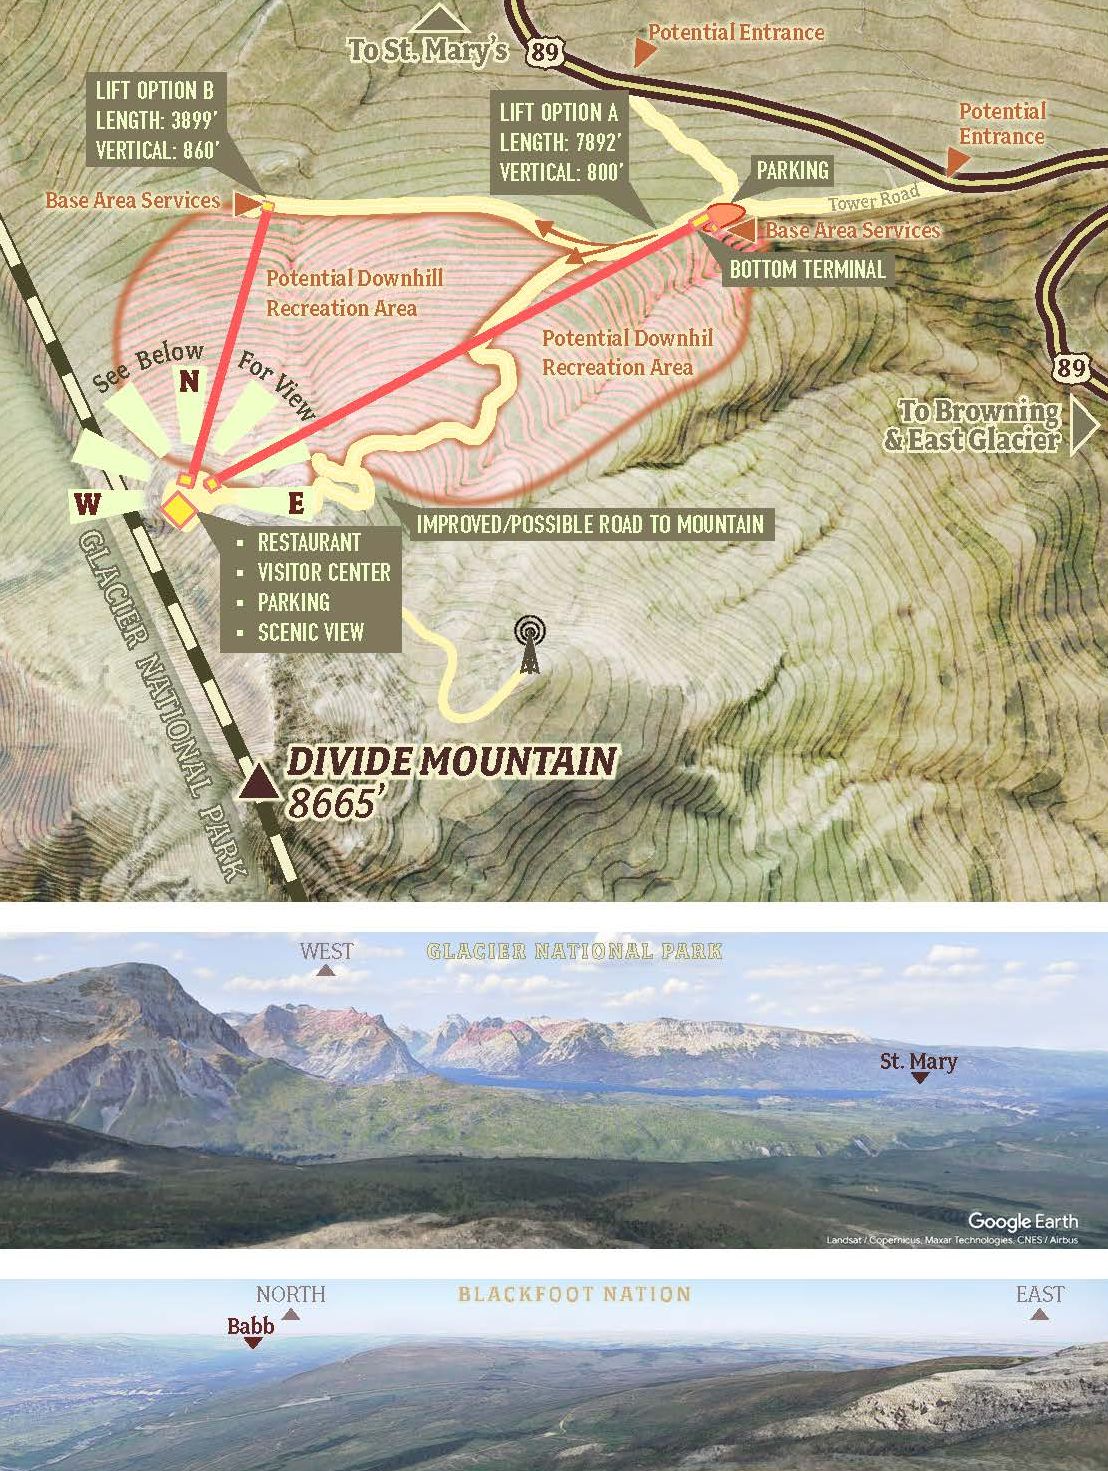 To St. Mary's
89
Potential Entrance
LIFT OPTION B
LENGTH: 3899'
VERTICAL: 860'
LIFT OPTION A
LENGTH: 7892'
VERTICAL: 800'
Potential
Entrance
PARKING
Tower Road
Base Area Services
Base Area Services
BOTTOM TERMINAL
Potential Downhill
Recreation Area
Potential Downhil
Recreation Area
See Below
For View
N
89
To Browning
& East Glacier
W
E
IMPROVED/POSSIBLE ROAD TO MOUNTAIN
▪ RESTAURANT
▪ VISITOR CENTER
▪ PARKING
▪ SCENIC VIEW
GLACIER NATIONAL PARK
DIVIDE MOUNTAIN
8665'
WEST
GLACIER NATIONAL PARK
St. Mary
Google Earth
Landsat / Copernicus, Maxar Technologies, CNES / Airbus
NORTH
BLACKFOOT NATION
EAST
Babb